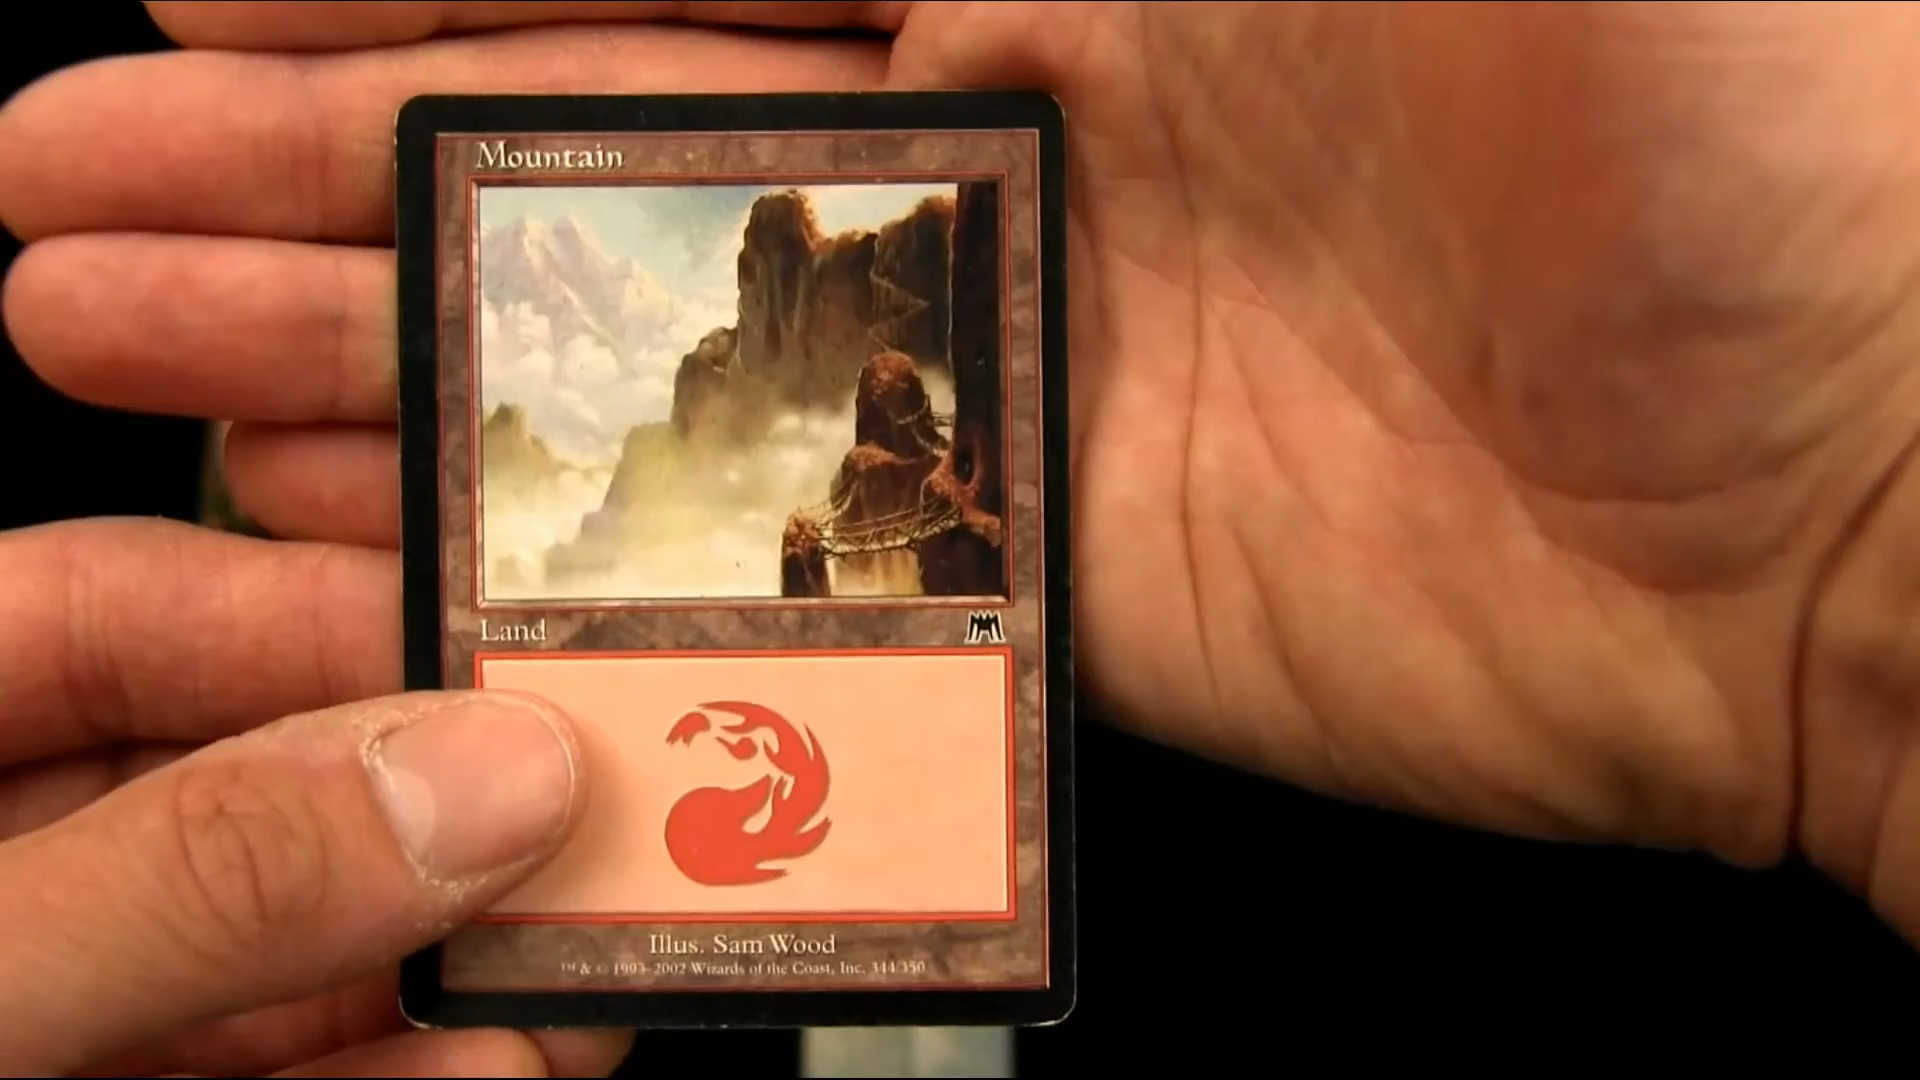 Mountain
Land
Illus. Sam Wood
™ & © 1993-2002 Wizards of the Coast, Inc. 344/350